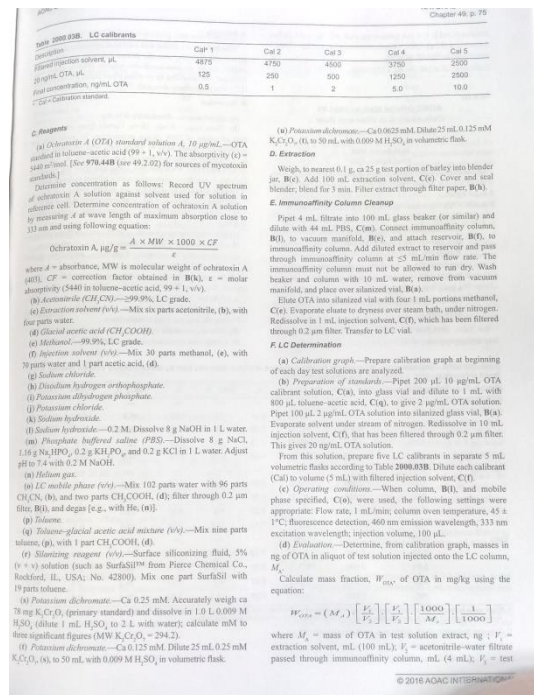 Chapter 49, p. 75
Table 2000.03B. LC calibrants
Description
Cal* 1
Cal 2
Cal 3
Cal 4
Cal 5
Filtered injection solvent, µL
4875
4750
4500
3750
2500
20 ng/mL OTA, µL
125
250
500
1250
2500
Final concentration, ng/mL OTA
0.5
1
2
5.0
10.0
* Cal = Calibration standard.
C. Reagents
(a) Ochratoxin A (OTA) standard solution A, 10 µg/mL.—OTA
standard in toluene-acetic acid (99 + 1, v/v). The absorptivity (ε) =
5440 m²/mol. [See 970.44B (see 49.2.02) for sources of mycotoxin
standards.]
Determine concentration as follows: Record UV spectrum
of ochratoxin A solution against solvent used for solution in
reference cell. Determine concentration of ochratoxin A solution
by measuring A at wave length of maximum absorption close to
333 nm and using following equation:
Ochratoxin A, µg/g = A × MW × 1000 × CF
ε
where A = absorbance, MW is molecular weight of ochratoxin A
(403), CF = correction factor obtained in B(k), ε = molar
absorptivity (5440 in toluene-acetic acid, 99 + 1, v/v).
(b) Acetonitrile (CH₃CN).—≥99.9%, LC grade.
(c) Extraction solvent (v/v).—Mix six parts acetonitrile, (b), with
four parts water.
(d) Glacial acetic acid (CH₃COOH).
(e) Methanol.—99.9%, LC grade.
(f) Injection solvent (v/v).—Mix 30 parts methanol, (e), with
70 parts water and 1 part acetic acid, (d).
(g) Sodium chloride.
(h) Disodium hydrogen orthophosphate.
(i) Potassium dihydrogen phosphate.
(j) Potassium chloride.
(k) Sodium hydroxide.
(l) Sodium hydroxide.—0.2 M. Dissolve 8 g NaOH in 1 L water.
(m) Phosphate buffered saline (PBS).—Dissolve 8 g NaCl,
1.16 g Na₂HPO₄, 0.2 g KH₂PO₄, and 0.2 g KCl in 1 L water. Adjust
pH to 7.4 with 0.2 M NaOH.
(n) Helium gas.
(o) LC mobile phase (v/v).—Mix 102 parts water with 96 parts
CH₃CN, (b), and two parts CH₃COOH, (d); filter through 0.2 µm
filter, B(i), and degas [e.g., with He, (n)].
(p) Toluene.
(q) Toluene-glacial acetic acid mixture (v/v).—Mix nine parts
toluene, (p), with 1 part CH₃COOH, (d).
(r) Silanizing reagent (v/v).—Surface siliconizing fluid, 5%
(v + v) solution (such as SurfaSil™ from Pierce Chemical Co.,
Rockford, IL, USA; No. 42800). Mix one part SurfaSil with
19 parts toluene.
(s) Potassium dichromate.—Ca 0.25 mM. Accurately weigh ca
78 mg K₂Cr₂O₇ (primary standard) and dissolve in 1.0 L 0.009 M
H₂SO₄ (dilute 1 mL H₂SO₄ to 2 L with water); calculate mM to
three significant figures (MW K₂Cr₂O₇ = 294.2).
(t) Potassium dichromate.—Ca 0.125 mM. Dilute 25 mL 0.25 mM
K₂Cr₂O₇, (s), to 50 mL with 0.009 M H₂SO₄ in volumetric flask.
(u) Potassium dichromate.—Ca 0.0625 mM. Dilute 25 mL 0.125 mM
K₂Cr₂O₇, (t), to 50 mL with 0.009 M H₂SO₄ in volumetric flask.
D. Extraction
Weigh, to nearest 0.1 g, ca 25 g test portion of barley into blender
jar, B(c). Add 100 mL extraction solvent, C(c). Cover and seal
blender; blend for 3 min. Filter extract through filter paper, B(h).
E. Immunoaffinity Column Cleanup
Pipet 4 mL filtrate into 100 mL glass beaker (or similar) and
dilute with 44 mL PBS, C(m). Connect immunoaffinity column,
B(l), to vacuum manifold, B(e), and attach reservoir, B(f), to
immunoaffinity column. Add diluted extract to reservoir and pass
through immunoaffinity column at ≤5 mL/min flow rate. The
immunoaffinity column must not be allowed to run dry. Wash
beaker and column with 10 mL water, remove from vacuum
manifold, and place over silanized vial, B(a).
Elute OTA into silanized vial with four 1 mL portions methanol,
C(e). Evaporate eluate to dryness over steam bath, under nitrogen.
Redissolve in 1 mL injection solvent, C(f), which has been filtered
through 0.2 µm filter. Transfer to LC vial.
F. LC Determination
(a) Calibration graph.—Prepare calibration graph at beginning
of each day test solutions are analyzed.
(b) Preparation of standards.—Pipet 200 µL 10 µg/mL OTA
calibrant solution, C(a), into glass vial and dilute to 1 mL with
800 µL toluene-acetic acid, C(q), to give 2 µg/mL OTA solution.
Pipet 100 µL 2 µg/mL OTA solution into silanized glass vial, B(a).
Evaporate solvent under stream of nitrogen. Redissolve in 10 mL
injection solvent, C(f), that has been filtered through 0.2 µm filter.
This gives 20 ng/mL OTA solution.
From this solution, prepare five LC calibrants in separate 5 mL
volumetric flasks according to Table 2000.03B. Dilute each calibrant
(Cal) to volume (5 mL) with filtered injection solvent, C(f).
(c) Operating conditions.—When column, B(l), and mobile
phase specified, C(o), were used, the following settings were
appropriate: Flow rate, 1 mL/min; column oven temperature, 45 ±
1°C; fluorescence detection, 460 nm emission wavelength, 333 nm
excitation wavelength; injection volume, 100 µL.
(d) Evaluation.—Determine, from calibration graph, masses in
ng of OTA in aliquot of test solution injected onto the LC column,
Calculate mass fraction, W_OTA, of OTA in mg/kg using the
equation:
where M_a = mass of OTA in test solution extract, ng ; V₁ =
extraction solvent, mL (100 mL); V₂ = acetonitrile-water filtrate
passed through immunoaffinity column, mL (4 mL); V₃ = test
© 2016 AOAC INTERNATIONAL